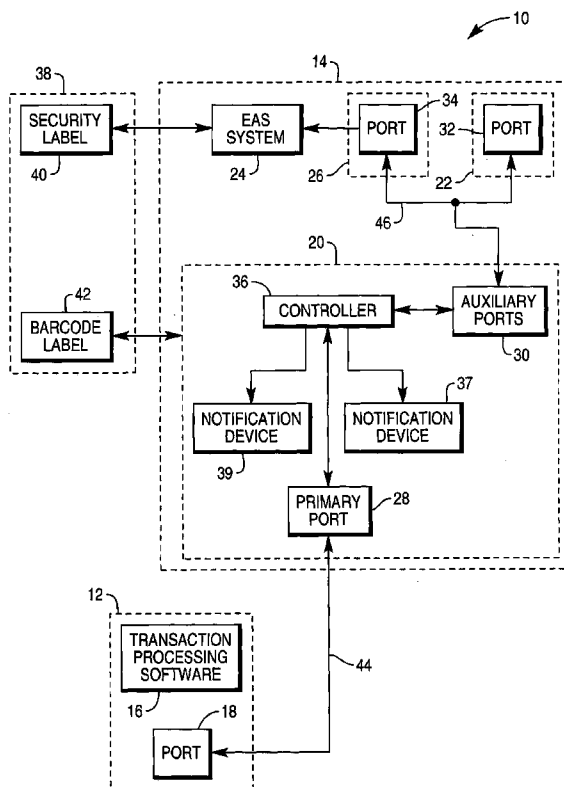 10
38
14
SECURITY
LABEL
40
EAS
SYSTEM
24
34
PORT
26
32
PORT
22
46
20
42
BARCODE
LABEL
36
CONTROLLER
AUXILIARY
PORTS
30
NOTIFICATION
DEVICE
39
37
NOTIFICATION
DEVICE
PRIMARY
PORT
28
12
TRANSACTION
PROCESSING
SOFTWARE
16
18
PORT
44